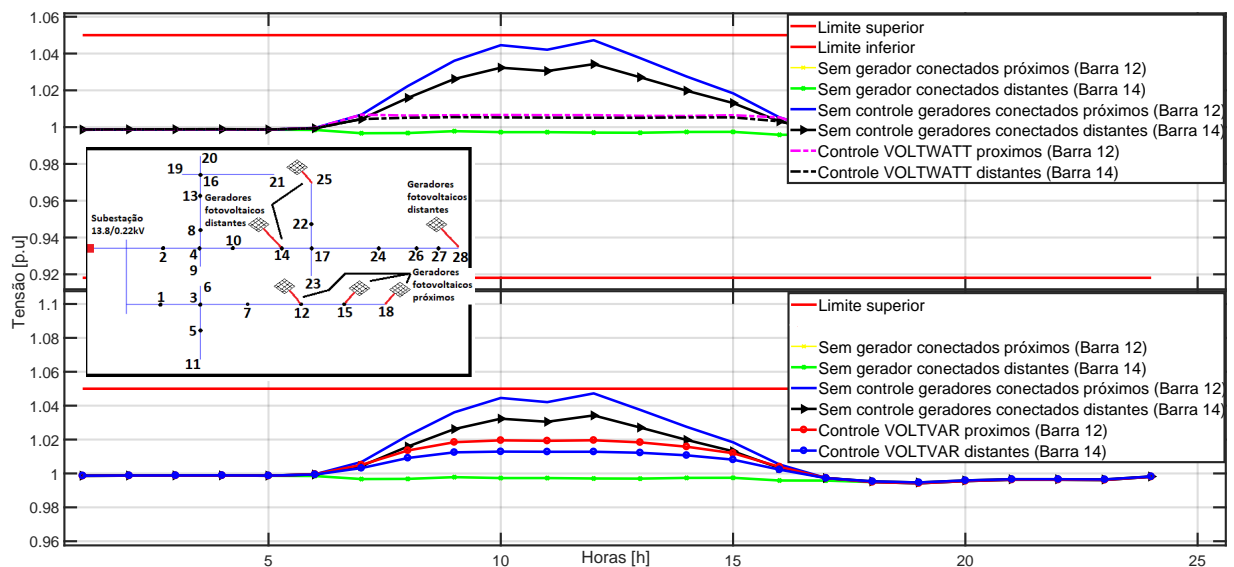 1.06
1.04
1.02
1
0.98
0.96
0.94
0.92
Limite superior
Limite inferior
Sem gerador conectados próximos (Barra 12)
Sem gerador conectados distantes (Barra 14)
Sem controle geradores conectados próximos (Barra 12)
Sem controle geradores conectados distantes (Barra 14)
Controle VOLTWATT proximos (Barra 12)
Controle VOLTWATT distantes (Barra 14)
20
19
16
21
25
13
Geradores
fotovoltaicos
distantes
Geradores
fotovoltaicos
distantes
Subestação
13.8/0.22kV
8
10
22
2
4
14
17
24
26
27
28
9
6
23
Geradores
fotovoltaicos
próximos
1
3
7
12
15
18
5
11
Tensão [p.u]
1.1
1.08
1.06
1.04
1.02
1
0.98
0.96
Limite superior
Sem gerador conectados próximos (Barra 12)
Sem gerador conectados distantes (Barra 14)
Sem controle geradores conectados próximos (Barra 12)
Sem controle geradores conectados distantes (Barra 14)
Controle VOLTVAR proximos (Barra 12)
Controle VOLTVAR distantes (Barra 14)
5
10
15
20
25
Horas [h]